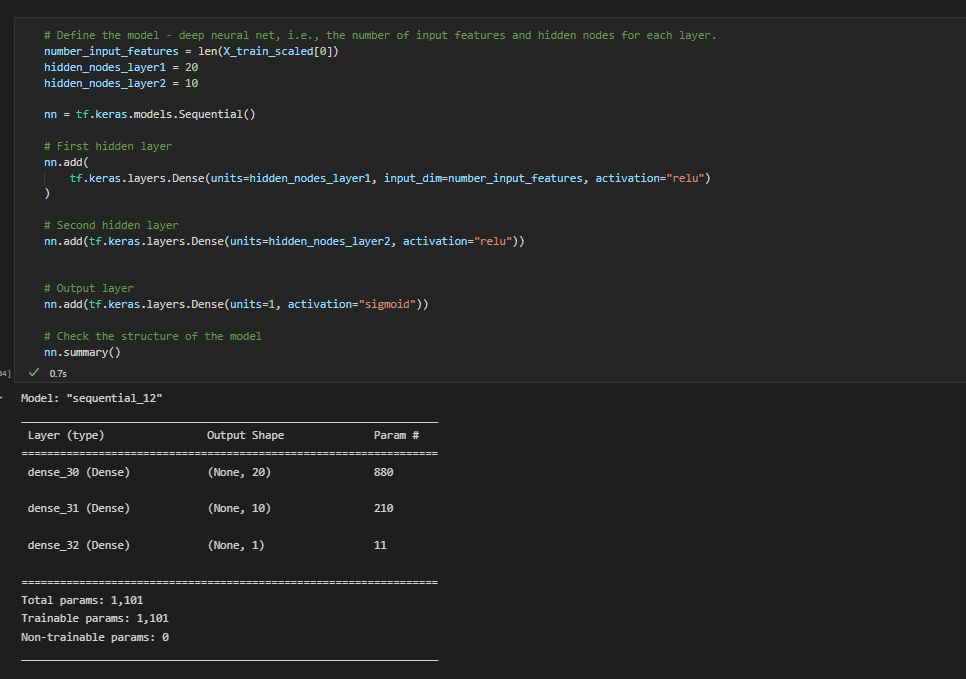 # Define the model - deep neural net, i.e., the number of input features and hidden nodes for each layer.
number_input_features = len(X_train_scaled[0])
hidden_nodes_layer1 = 20
hidden_nodes_layer2 = 10
nn = tf.keras.models.Sequential()
# First hidden layer
nn.add(
    tf.keras.layers.Dense(units=hidden_nodes_layer1, input_dim=number_input_features, activation="relu")
)
# Second hidden layer
nn.add(tf.keras.layers.Dense(units=hidden_nodes_layer2, activation="relu"))
# Output layer
nn.add(tf.keras.layers.Dense(units=1, activation="sigmoid"))
# Check the structure of the model
nn.summary()
0.7s
Model: "sequential_12"
Layer (type) Output Shape Param #
=================================================================
dense_30 (Dense) (None, 20) 880
dense_31 (Dense) (None, 10) 210
dense_32 (Dense) (None, 1) 11
=================================================================
Total params: 1,101
Trainable params: 1,101
Non-trainable params: 0